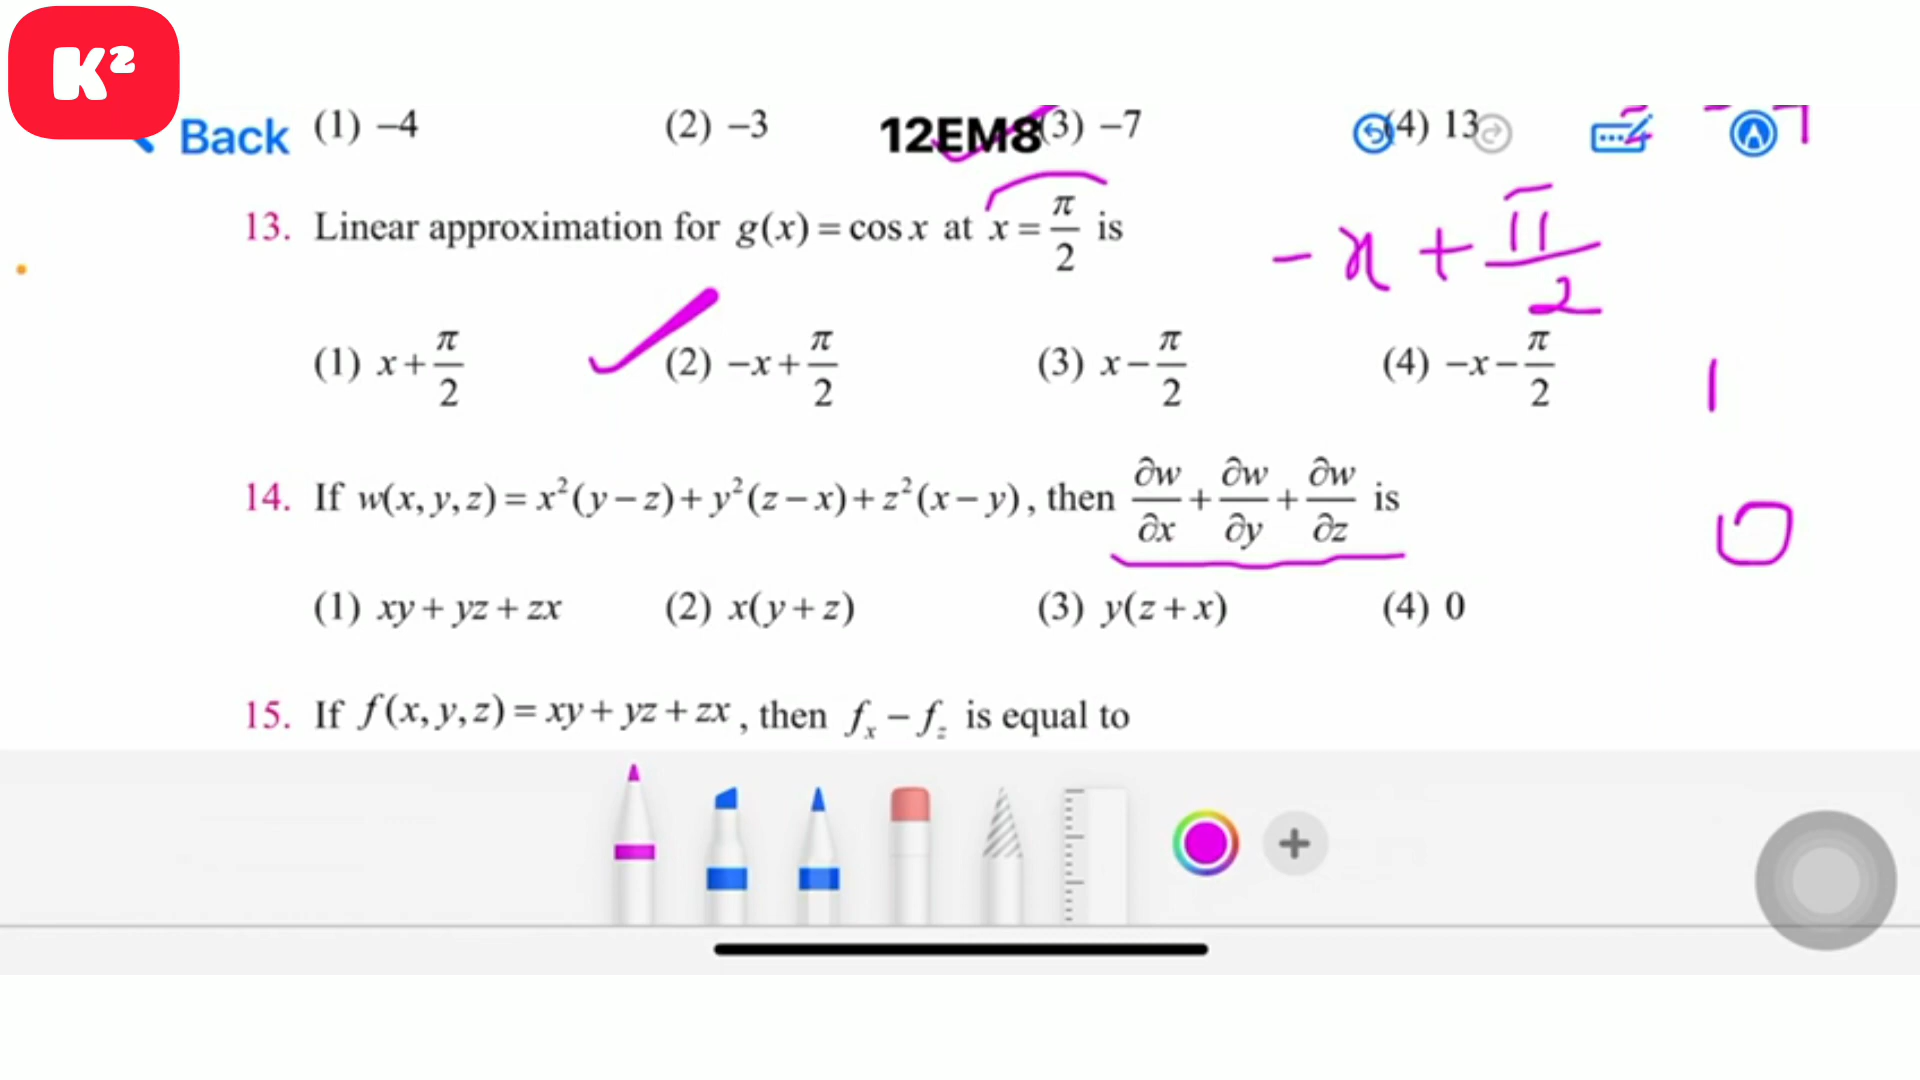 K²
Back (1) −4 (2) −3 12EM8 (3) −7 (4) 13
13. Linear approximation for g(x) = cos x at x = π/2 is
−x + π/2
(1) x + π/2 (2) −x + π/2 (3) x − π/2 (4) −x − π/2
1
14. If w(x, y, z) = x²(y − z) + y²(z − x) + z²(x − y), then ∂w/∂x + ∂w/∂y + ∂w/∂z is
0
(1) xy + yz + zx (2) x(y + z) (3) y(z + x) (4) 0
15. If f(x, y, z) = xy + yz + zx, then fₓ − f_z is equal to